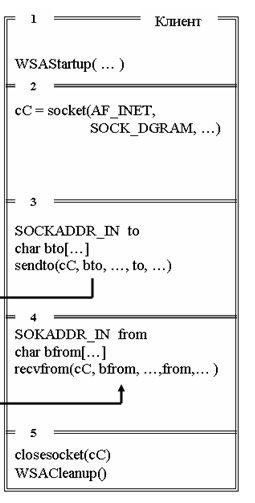 1 Клиент
WSAStartup( … )
2
cC = socket(AF_INET,
SOCK_DGRAM, …)
3
SOCKADDR_IN to
char bto[…]
sendto(cC, bto, …, to, …)
4
SOKADDR_IN from
char bfrom[…]
recvfrom(cC, bfrom, …,from,… )
5
closesocket(cC)
WSACleanup()